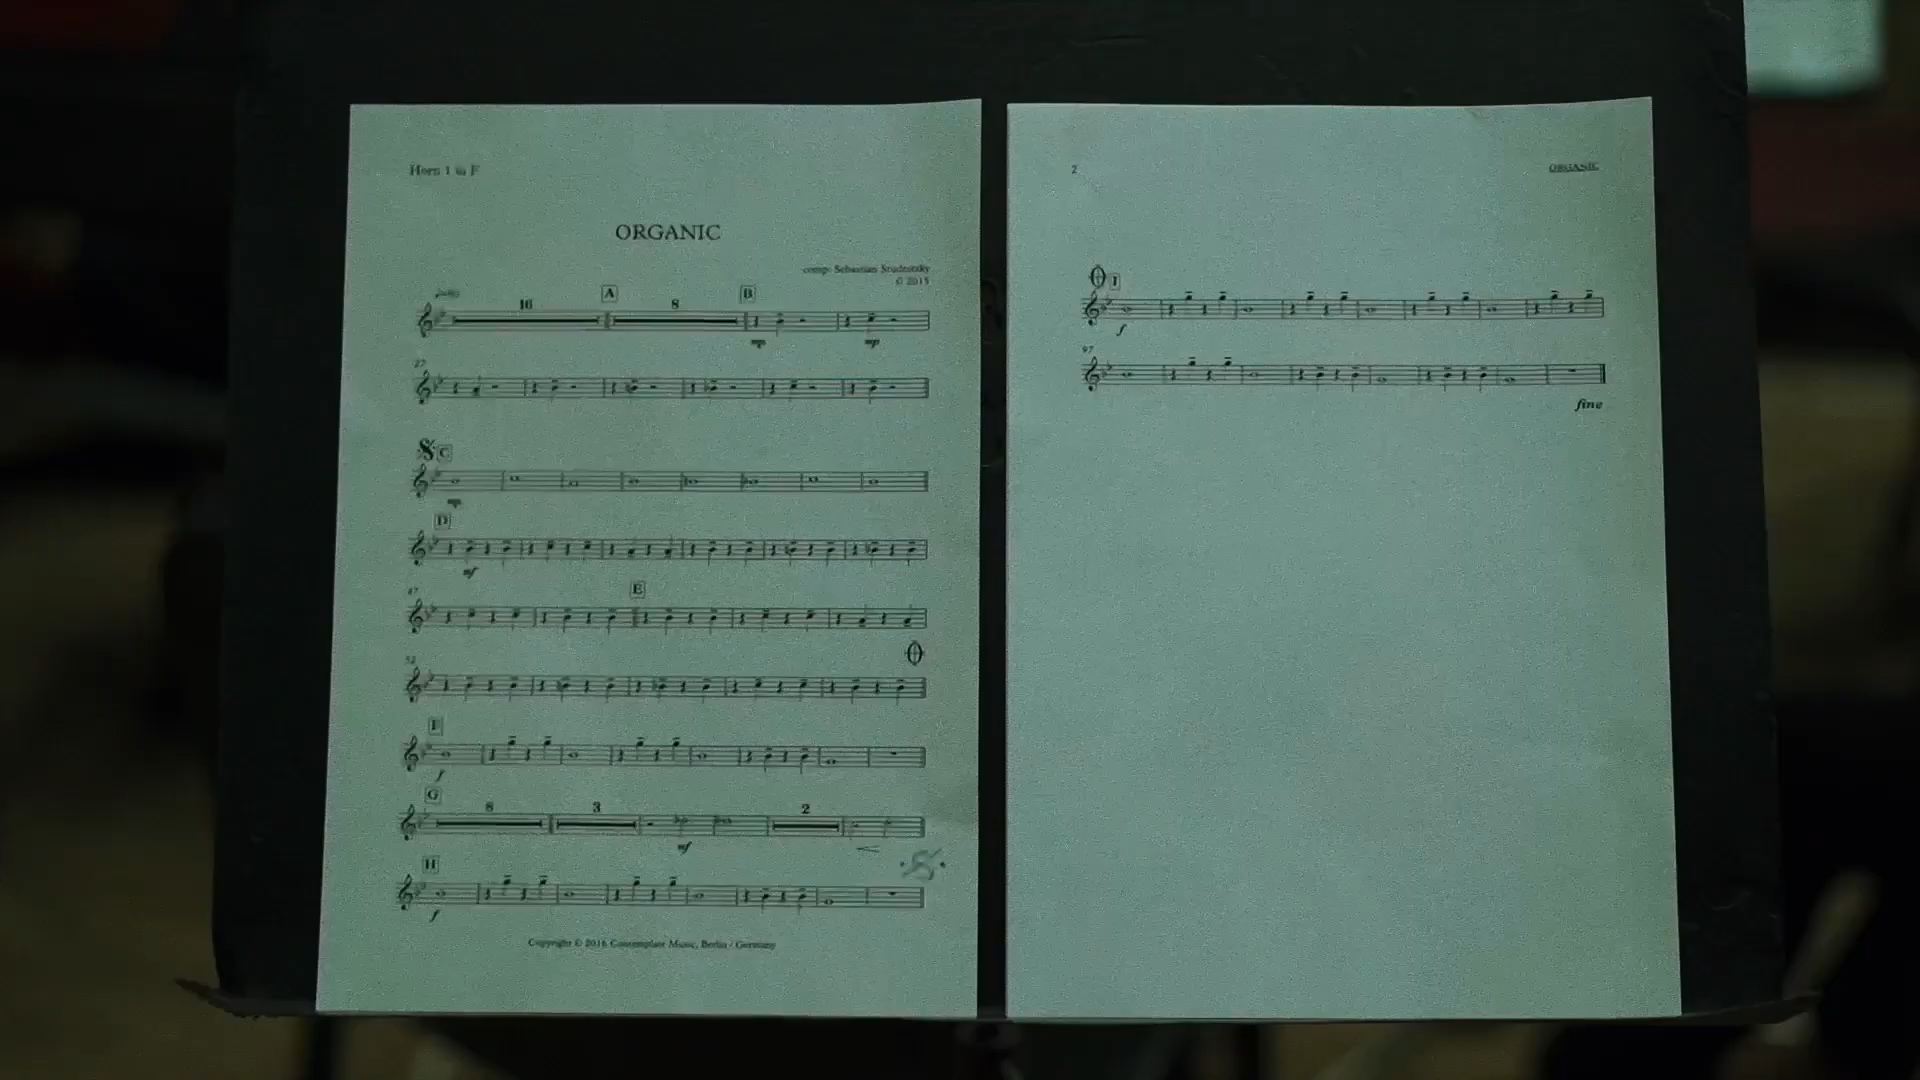 Horn 1 in F
ORGANIC
comp: Sebastian Studnitzky
© 2015
16 A 8 B
mp mp
27
C
mp
D
mf
47 E
52
F
f
G
8 3 2
mf
H
f
Copyright © 2016 Contemplate Music, Berlin / Germany
2 ORGANIC
J
f
97
fine